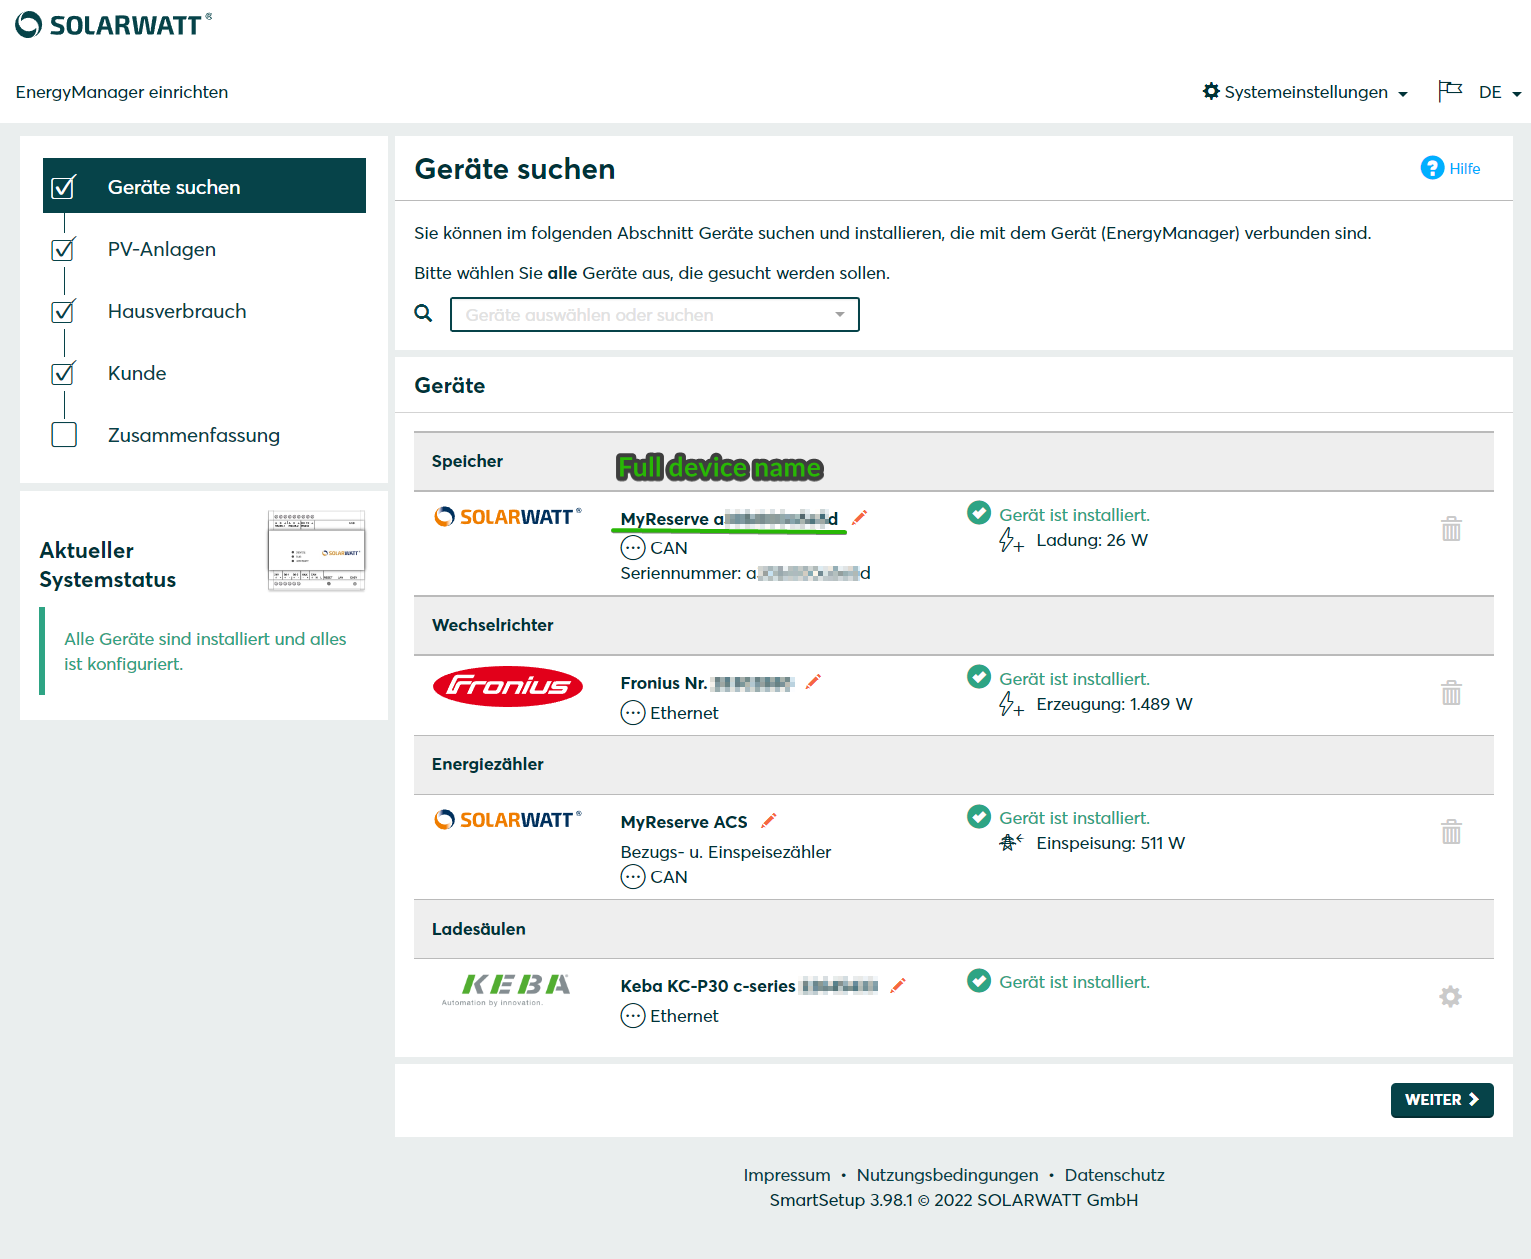 SOLARWATT®
EnergyManager einrichten
Systemeinstellungen
DE
Geräte suchen
PV-Anlagen
Hausverbrauch
Kunde
Zusammenfassung
Aktueller
Systemstatus
SOLARWATT
Alle Geräte sind installiert und alles
ist konfiguriert.
Geräte suchen
? Hilfe
Sie können im folgenden Abschnitt Geräte suchen und installieren, die mit dem Gerät (EnergyManager) verbunden sind.
Bitte wählen Sie alle Geräte aus, die gesucht werden sollen.
Geräte auswählen oder suchen
Geräte
Speicher
Full device name
SOLARWATT®
MyReserve a d
CAN
Seriennummer: a d
Gerät ist installiert.
Ladung: 26 W
Wechselrichter
Fronius
Fronius Nr.
Ethernet
Gerät ist installiert.
Erzeugung: 1.489 W
Energiezähler
SOLARWATT®
MyReserve ACS
Bezugs- u. Einspeisezähler
CAN
Gerät ist installiert.
Einspeisung: 511 W
Ladesäulen
KEBA
Automation by innovation.
Keba KC-P30 c-series
Ethernet
Gerät ist installiert.
WEITER
Impressum • Nutzungsbedingungen • Datenschutz
SmartSetup 3.98.1 © 2022 SOLARWATT GmbH